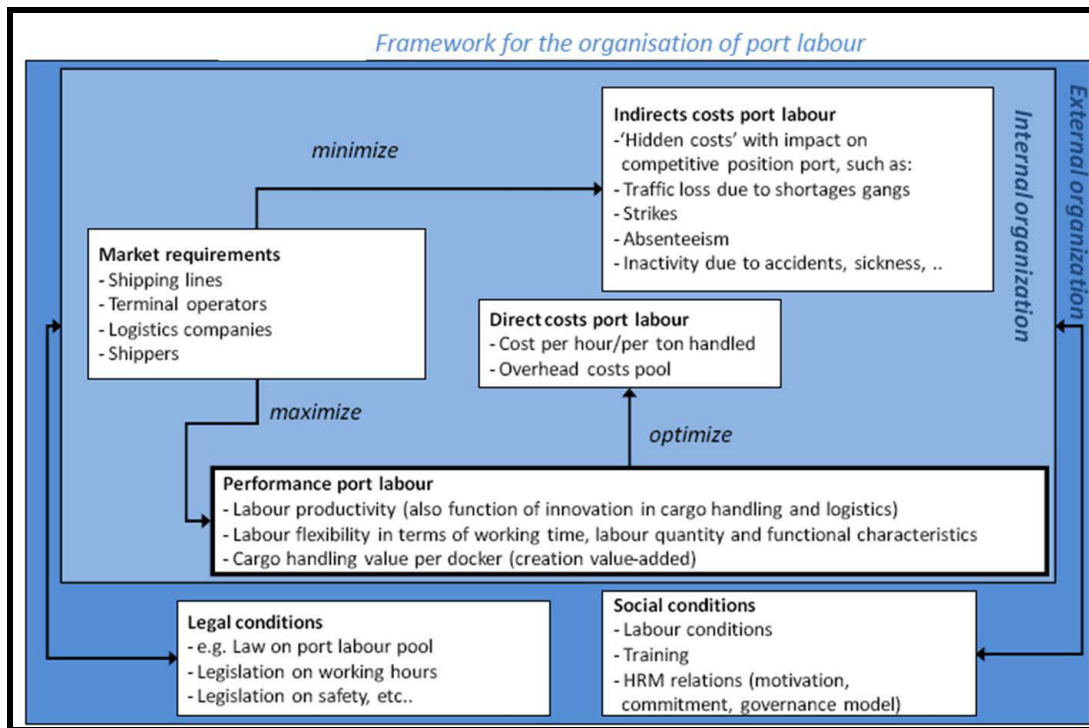 Framework for the organisation of port labour
External organization
Internal organization
Indirects costs port labour
-‘Hidden costs’ with impact on
competitive position port, such as:
- Traffic loss due to shortages gangs
- Strikes
- Absenteeism
- Inactivity due to accidents, sickness, ..
minimize
Market requirements
- Shipping lines
- Terminal operators
- Logistics companies
- Shippers
Direct costs port labour
- Cost per hour/per ton handled
- Overhead costs pool
maximize
optimize
Performance port labour
- Labour productivity (also function of innovation in cargo handling and logistics)
- Labour flexibility in terms of working time, labour quantity and functional characteristics
- Cargo handling value per docker (creation value-added)
Legal conditions
- e.g. Law on port labour pool
- Legislation on working hours
- Legislation on safety, etc..
Social conditions
- Labour conditions
- Training
- HRM relations (motivation,
commitment, governance model)